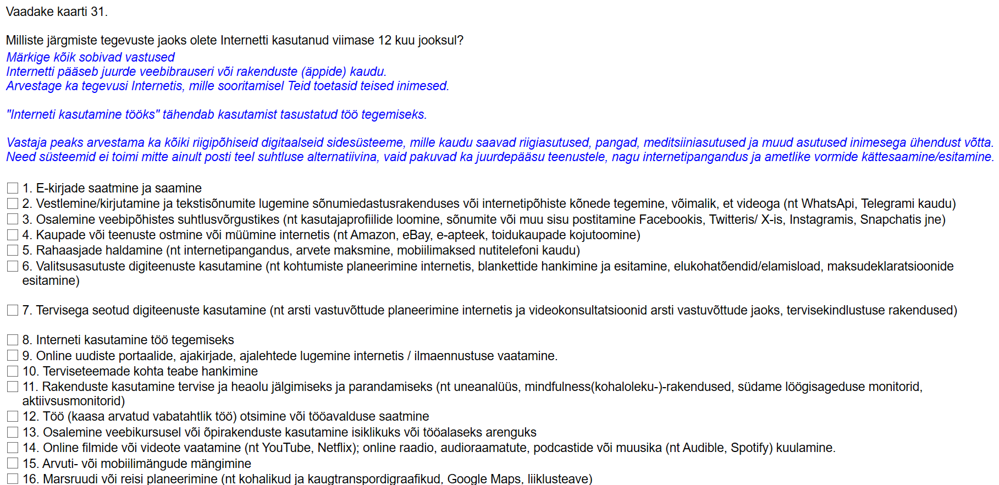 Vaadake kaarti 31.
Milliste järgmiste tegevuste jaoks olete Internetti kasutanud viimase 12 kuu jooksul?
Märkige kõik sobivad vastused
Internetti pääseb juurde veebibrauseri või rakenduste (äppide) kaudu.
Arvestage ka tegevusi Internetis, mille sooritamisel Teid toetasid teised inimesed.
"Interneti kasutamine tööks" tähendab kasutamist tasustatud töö tegemiseks.
Vastaja peaks arvestama ka kõiki riigipõhiseid digitaalseid sidesüsteeme, mille kaudu saavad riigiasutused, pangad, meditsiiniasutused ja muud asutused inimesega ühendust võtta.
Need süsteemid ei toimi mitte ainult posti teel suhtluse alternatiivina, vaid pakuvad ka juurdepääsu teenustele, nagu internetipangandus ja ametlike vormide kättesaamine/esitamine.
1. E-kirjade saatmine ja saamine
2. Vestlemine/kirjutamine ja tekstisõnumite lugemine sõnumiedastusrakenduses või internetipõhiste kõnede tegemine, võimalik, et videoga (nt WhatsApi, Telegrami kaudu)
3. Osalemine veebipõhistes suhtlusvõrgustikes (nt kasutajaprofiilide loomine, sõnumite või muu sisu postitamine Facebookis, Twitteris/ X-is, Instagramis, Snapchatis jne)
4. Kaupade või teenuste ostmine või müümine internetis (nt Amazon, eBay, e-apteek, toidukaupade kojutoomine)
5. Rahaasjade haldamine (nt internetipangandus, arvete maksmine, mobiilimaksed nutitelefoni kaudu)
6. Valitsusasutuste digiteenuste kasutamine (nt kohtumiste planeerimine internetis, blankettide hankimine ja esitamine, elukohatõendid/elamisload, maksudeklaratsioonide
esitamine)
7. Tervisega seotud digiteenuste kasutamine (nt arsti vastuvõttude planeerimine internetis ja videokonsultatsioonid arsti vastuvõttude jaoks, tervisekindlustuse rakendused)
8. Interneti kasutamine töö tegemiseks
9. Online uudiste portaalide, ajakirjade, ajalehtede lugemine internetis / ilmaennustuse vaatamine.
10. Terviseteemade kohta teabe hankimine
11. Rakenduste kasutamine tervise ja heaolu jälgimiseks ja parandamiseks (nt uneanalüüs, mindfulness(kohaloleku-)-rakendused, südame löögisageduse monitorid,
aktiivsusmonitorid)
12. Töö (kaasa arvatud vabatahtlik töö) otsimine või tööavalduse saatmine
13. Osalemine veebikursusel või õpirakenduste kasutamine isiklikuks või tööalaseks arenguks
14. Online filmide või videote vaatamine (nt YouTube, Netflix); online raadio, audioraamatute, podcastide või muusika (nt Audible, Spotify) kuulamine.
15. Arvuti- või mobiilimängude mängimine
16. Marsruudi või reisi planeerimine (nt kohalikud ja kaugtranspordigraafikud, Google Maps, liiklusteave)